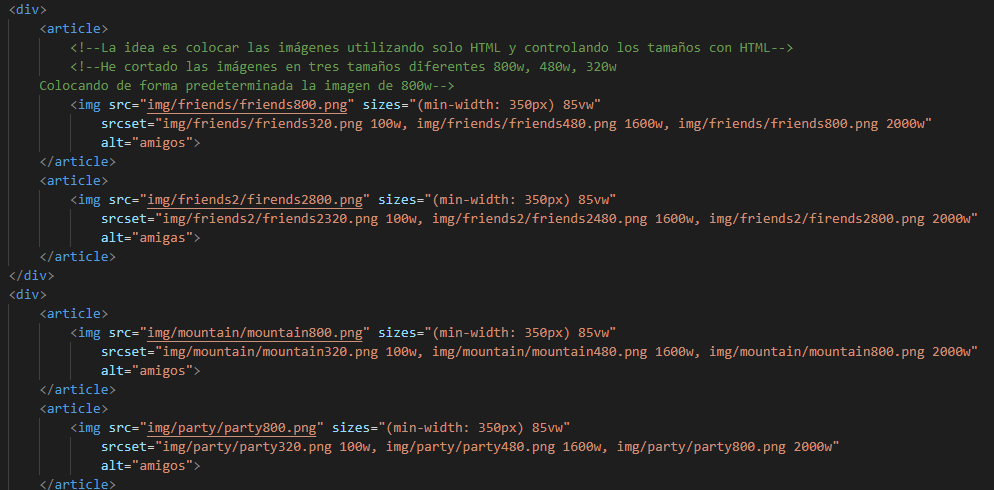 <div>
<article>
<!--La idea es colocar las imágenes utilizando solo HTML y controlando los tamaños con HTML-->
<!--He cortado las imágenes en tres tamaños diferentes 800w, 480w, 320w
Colocando de forma predeterminada la imagen de 800w-->
<img src="img/friends/friends800.png" sizes="(min-width: 350px) 85vw"
srcset="img/friends/friends320.png 100w, img/friends/friends480.png 1600w, img/friends/friends800.png 2000w"
alt="amigos">
</article>
<article>
<img src="img/friends2/firends2800.png" sizes="(min-width: 350px) 85vw"
srcset="img/friends2/friends2320.png 100w, img/friends2/friends2480.png 1600w, img/friends2/firends2800.png 2000w"
alt="amigas">
</article>
</div>
<div>
<article>
<img src="img/mountain/mountain800.png" sizes="(min-width: 350px) 85vw"
srcset="img/mountain/mountain320.png 100w, img/mountain/mountain480.png 1600w, img/mountain/mountain800.png 2000w"
alt="amigos">
</article>
<article>
<img src="img/party/party800.png" sizes="(min-width: 350px) 85vw"
srcset="img/party/party320.png 100w, img/party/party480.png 1600w, img/party/party800.png 2000w"
alt="amigos">
</article>